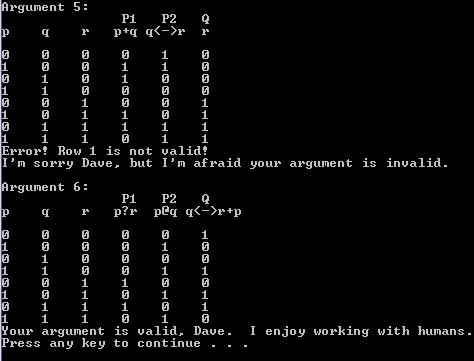 Argument 5:
P1 P2 Q
p q r p+q q<->r r
0 0 0 0 1 0
1 0 0 1 1 0
0 1 0 1 0 0
1 1 0 0 0 0
0 0 1 0 0 1
1 0 1 1 0 1
0 1 1 1 1 1
1 1 1 0 1 1
Error! Row 1 is not valid!
I'm sorry Dave, but I'm afraid your argument is invalid.
Argument 6:
P1 P2 Q
p q r p?r p@q q<->r+p
0 0 0 0 0 1
1 0 0 0 1 0
0 1 0 0 0 0
1 1 0 0 1 1
0 0 1 1 0 0
1 0 1 0 1 1
0 1 1 1 0 1
1 1 1 0 1 0
Your argument is valid, Dave. I enjoy working with humans.
Press any key to continue . . .